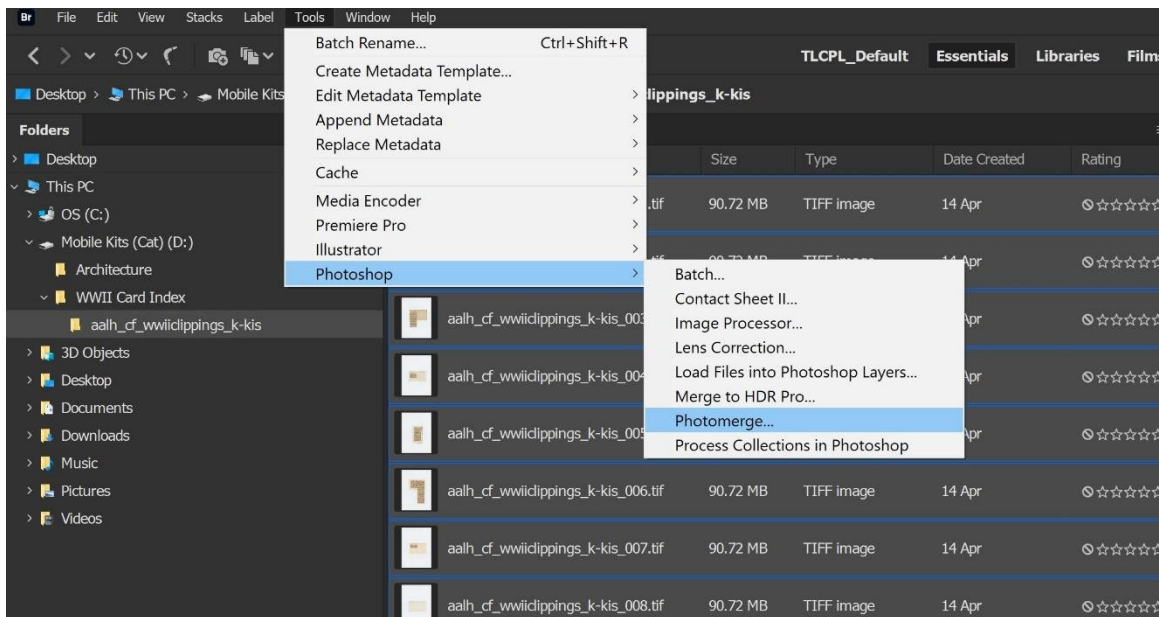 Br File Edit View Stacks Label Tools Window Help
TLCPL_Default Essentials Libraries Film
Desktop > This PC > Mobile Kits
lippings_k-kis
Folders
Batch Rename... Ctrl+Shift+R
Create Metadata Template...
Edit Metadata Template
Append Metadata
Replace Metadata
Cache
Media Encoder
Premiere Pro
Illustrator
Photoshop
Batch...
Contact Sheet II...
Image Processor...
Lens Correction...
Load Files into Photoshop Layers...
Merge to HDR Pro...
Photomerge...
Process Collections in Photoshop
Desktop
This PC
OS (C:)
Mobile Kits (Cat) (D:)
Architecture
WWII Card Index
aalh_cf_wwiiclippings_k-kis
3D Objects
Desktop
Documents
Downloads
Music
Pictures
Videos
Size Type Date Created Rating
.tif 90.72 MB TIFF image 14 Apr
Apr
aalh_cf_wwiiclippings_k-kis_003 Apr
aalh_cf_wwiiclippings_k-kis_004 Apr
aalh_cf_wwiiclippings_k-kis_005 Apr
aalh_cf_wwiiclippings_k-kis_006.tif 90.72 MB TIFF image 14 Apr
aalh_cf_wwiiclippings_k-kis_007.tif 90.72 MB TIFF image 14 Apr
aalh_cf_wwiiclippings_k-kis_008.tif 90.72 MB TIFF image 14 Apr